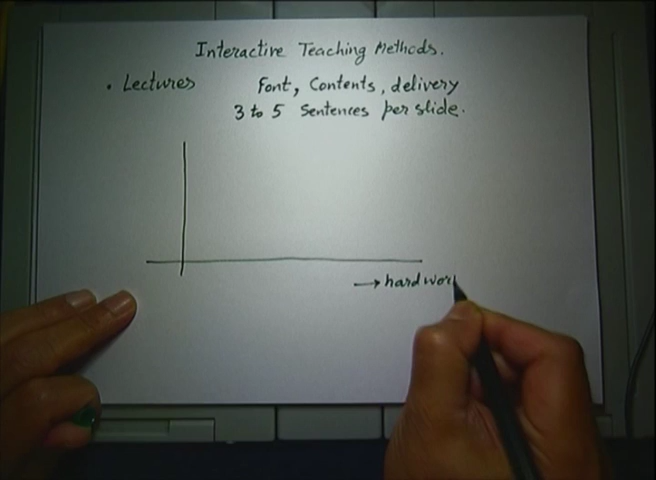 Interactive Teaching Methods.
• Lectures Font, Contents, delivery
3 to 5 Sentences per slide.
→ hard wor